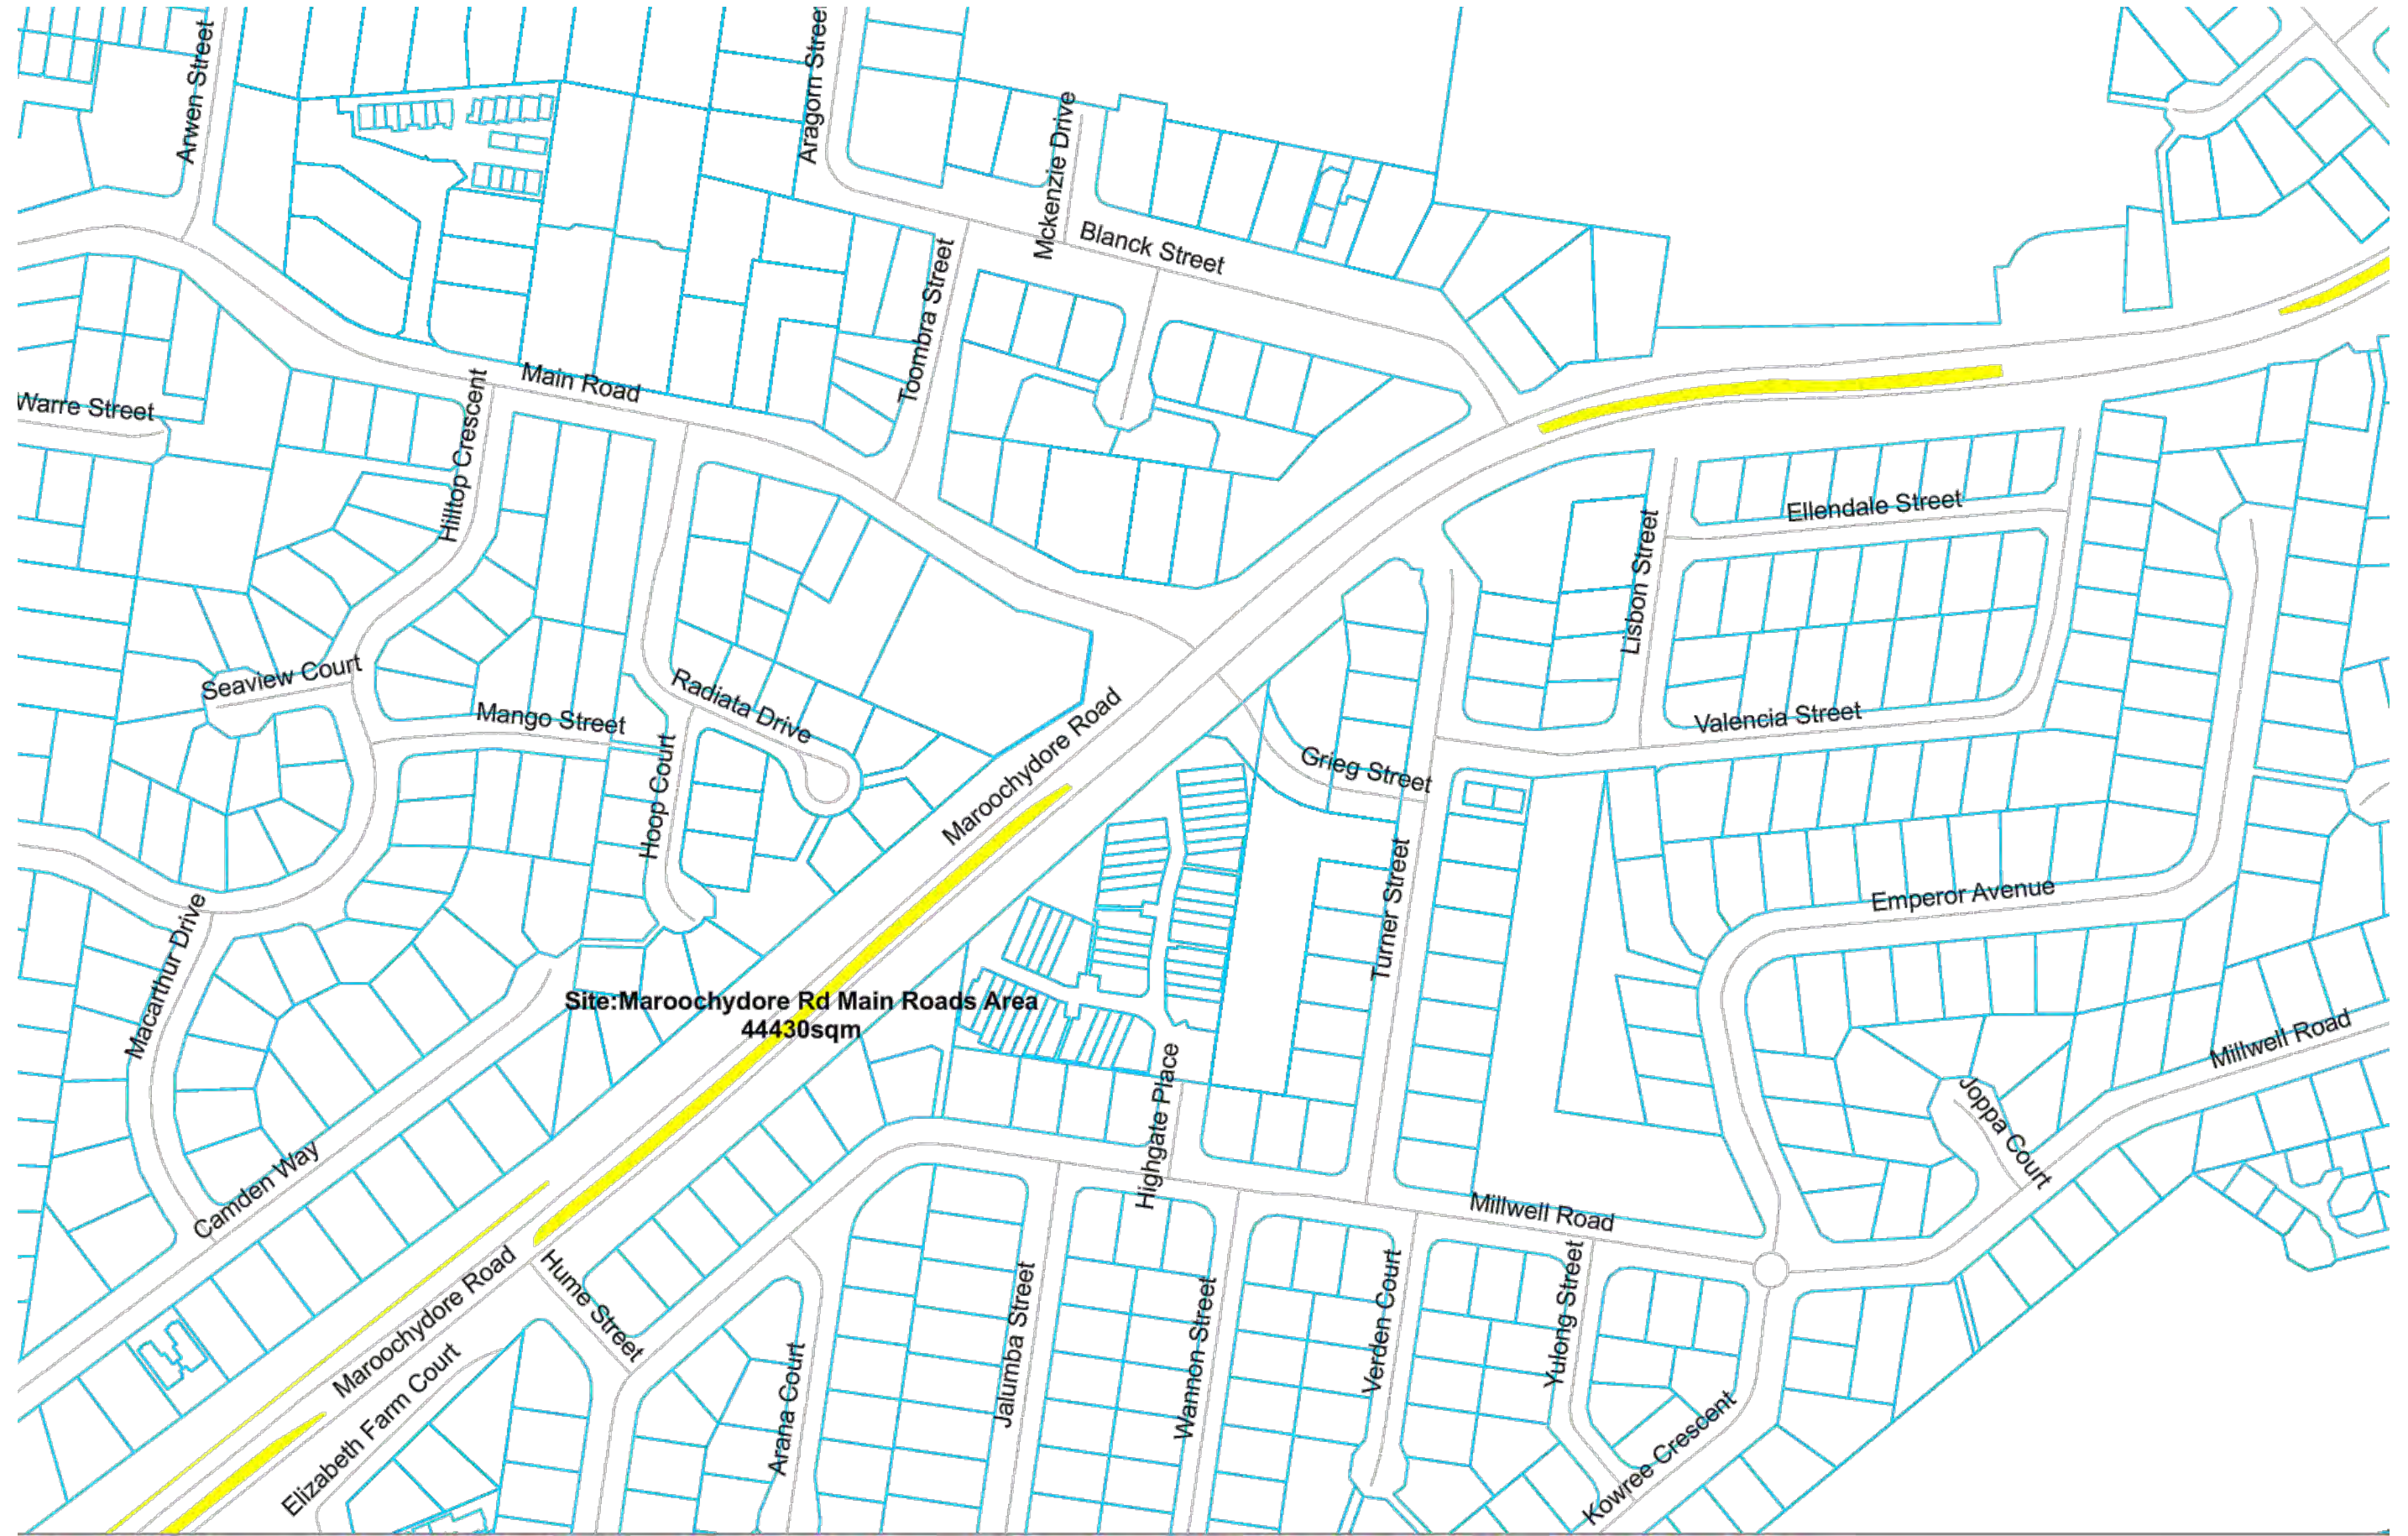 Arwen Street
Aragorn Street
Mckenzie Drive
Blanck Street
Toombra Street
Main Road
Hilltop Crescent
Warre Street
Ellendale Street
Lisbon Street
Seaview Court
Mango Street
Radiata Drive
Hoop Court
Maroochydore Road
Grieg Street
Valencia Street
Turner Street
Emperor Avenue
Macarthur Drive
Site:Maroochydore Rd Main Roads Area
44430sqm
Millwell Road
Joppa Court
Highgate Place
Camden Way
Millwell Road
Maroochydore Road
Hume Street
Elizabeth Farm Court
Arana Court
Jalumba Street
Wannon Street
Verden Court
Yulong Street
Kowree Crescent